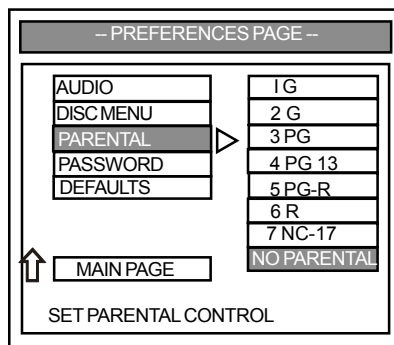 -- PREFERENCES PAGE --
AUDIO
DISC MENU
PARENTAL
PASSWORD
DEFAULTS
MAIN PAGE
1 G
2 G
3 PG
4 PG 13
5 PG-R
6 R
7 NC-17
NO PARENTAL
SET PARENTAL CONTROL